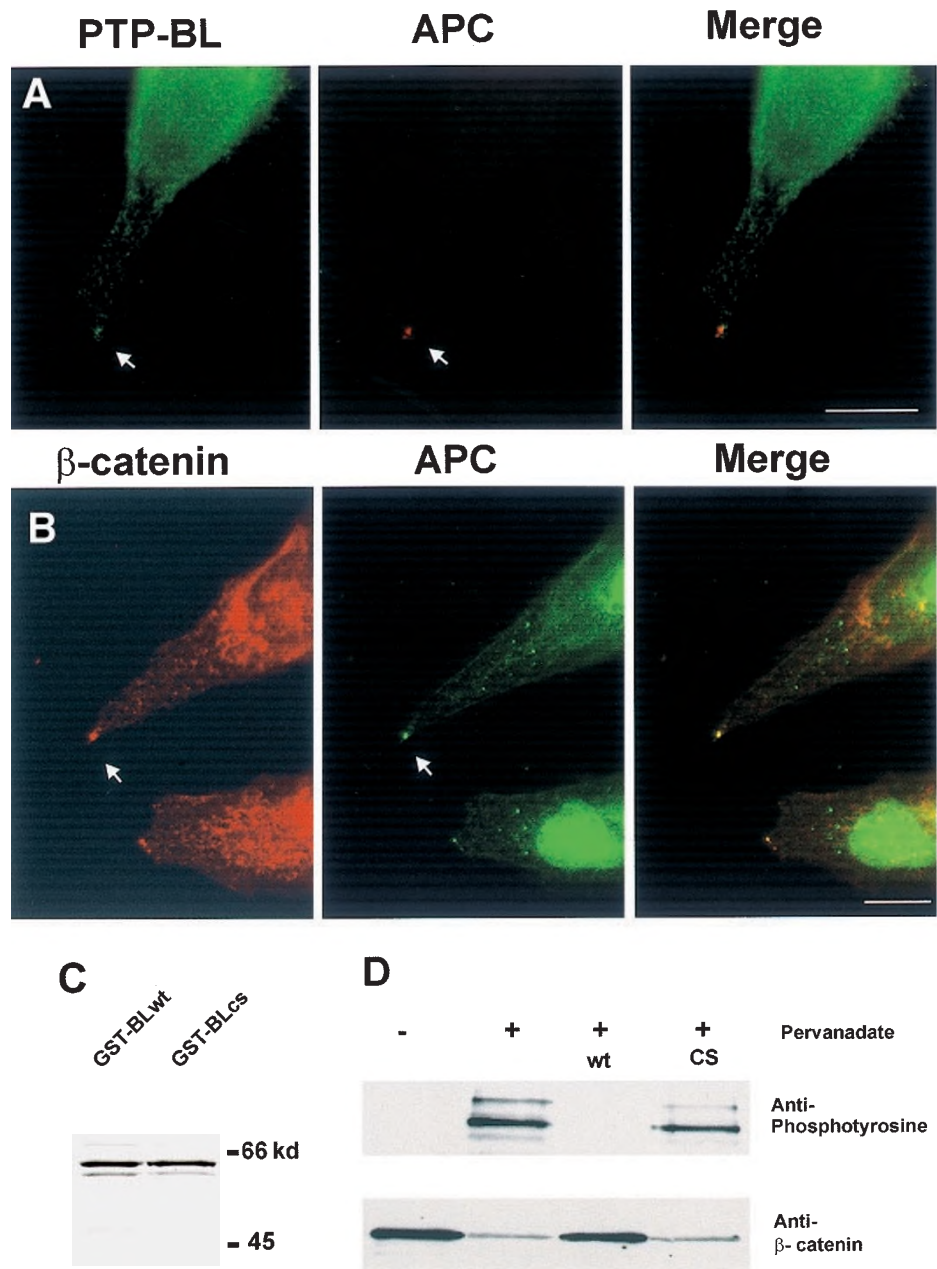 PTP-BL APC Merge
A
β-catenin APC Merge
B
C
GST-BLwt GST-BLcs
66 kd
45
D
- + + + Pervanadate
wt CS
Anti-
Phosphotyrosine
Anti-
β- catenin